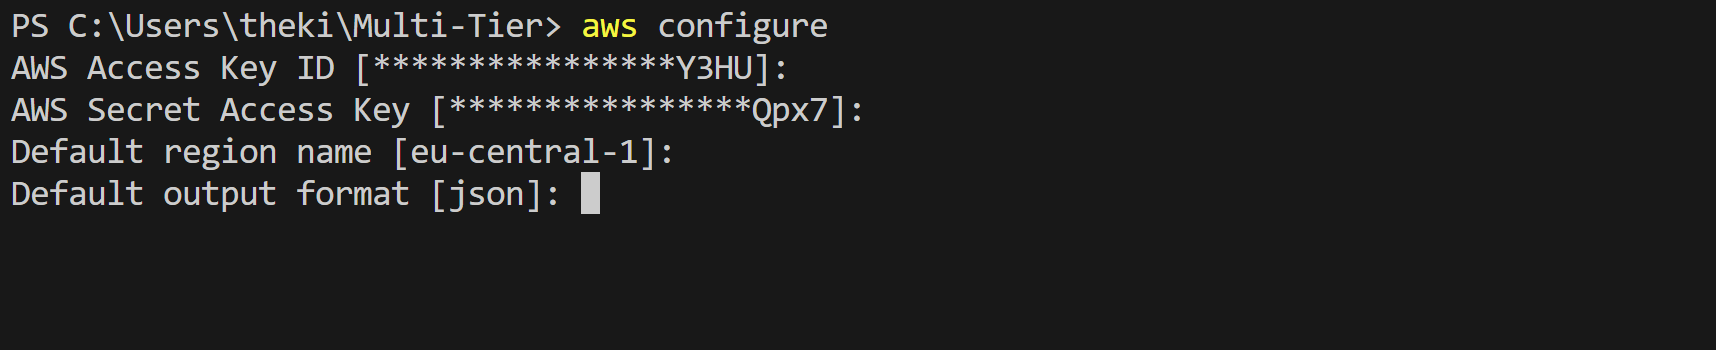 PS C:\Users\theki\Multi-Tier> aws configure
AWS Access Key ID [****************Y3HU]:
AWS Secret Access Key [****************Qpx7]:
Default region name [eu-central-1]:
Default output format [json]: